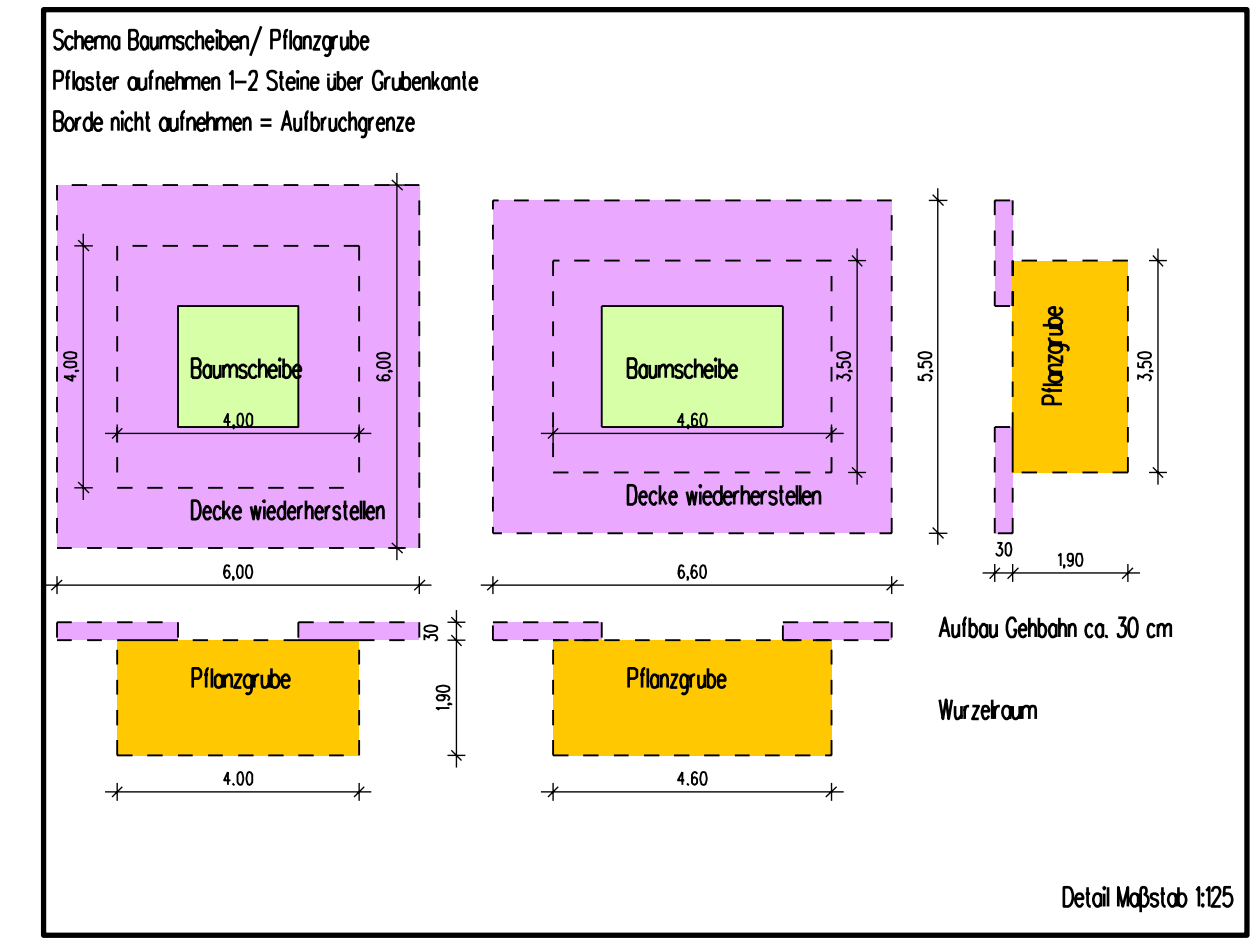 Schema Baumscheiben/ Pflanzgrube
Pflaster aufnehmen 1-2 Steine über Grubenkante
Borde nicht aufnehmen = Aufbruchgrenze
4,00
Baumscheibe
4,00
6,00
Decke wiederherstellen
6,00
Baumscheibe
4,60
3,50
Decke wiederherstellen
5,50
6,60
Pflanzgrube
3,50
30
1,90
Pflanzgrube
30
1,90
4.00
Pflanzgrube
4.60
Aufbau Gehbahn ca. 30 cm
Wurzelraum
Detail Maßstab 1:125